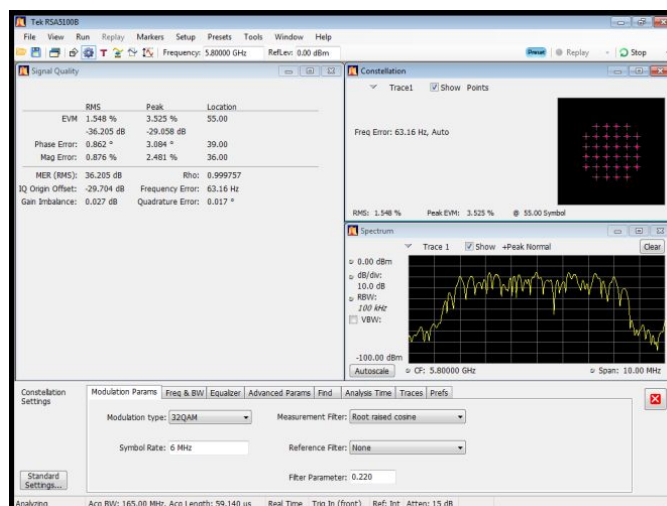 Tek RSA5100B
File View Run Replay Markers Setup Presets Tools Window Help
Frequency: 5.80000 GHz RefLev: 0.00 dBm Preset Replay Stop
Signal Quality
RMS Peak Location
EVM 1.548 % 3.525 % 55.00
-36.205 dB -29.058 dB
Phase Error: 0.862 ° 3.084 ° 39.00
Mag Error: 0.876 % 2.481 % 36.00
MER (RMS): 36.205 dB Rho: 0.999757
IQ Origin Offset: -29.704 dB Frequency Error: 63.16 Hz
Gain Imbalance: 0.027 dB Quadrature Error: 0.017 °
Constellation
Trace1 Show Points
Freq Error: 63.16 Hz, Auto
RMS: 1.548 % Peak EVM: 3.525 % @ 55.00 Symbol
Spectrum
Trace 1 Show +Peak Normal Clear
0.00 dBm
dB/div:
10.0 dB
RBW:
100 kHz
VBW:
-100.00 dBm
Autoscale CF: 5.80000 GHz Span: 10.00 MHz
Constellation
Settings
Modulation Params Freq & BW Equalizer Advanced Params Find Analysis Time Traces Prefs
Modulation type: 32QAM Measurement Filter: Root raised cosine
Symbol Rate: 6 MHz Reference Filter: None
Filter Parameter: 0.220
Standard
Settings...
Analyzing Acq BW: 165.00 MHz, Acq Length: 59.140 us Real Time Trig In (front) Ref: Int Atten: 15 dB